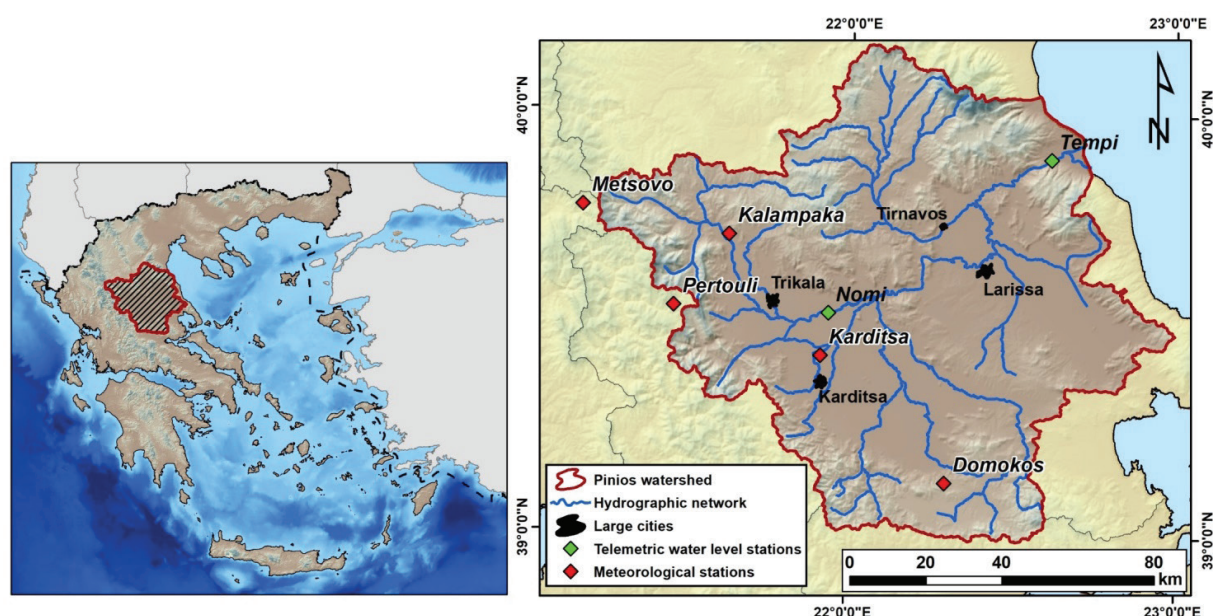 22°0'0"E
23°0'0"E
40°0'0"N
40°0'0"N
Tempi
Metsovo
Kalampaka
Tirnavos
Pertouli
Trikala
Nomi
Larissa
Karditsa
Karditsa
Domokos
Pinios watershed
Hydrographic network
Large cities
Telemetric water level stations
Meteorological stations
39°0'0"N
39°0'0"N
N
0 20 40 80
km
22°0'0"E
23°0'0"E